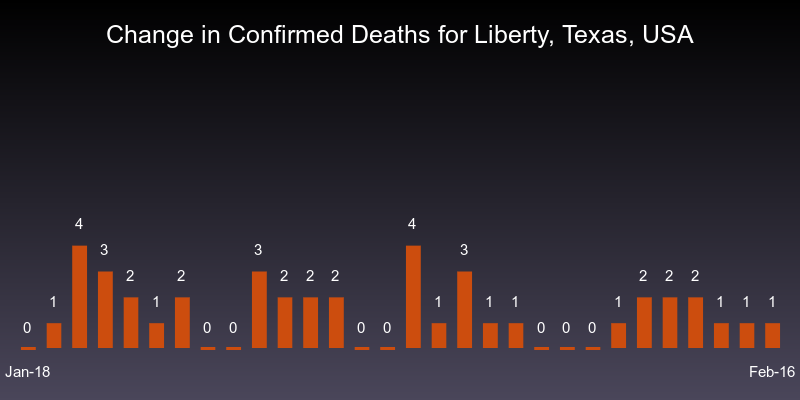 Change in Confirmed Deaths for Liberty, Texas, USA
0 1 4 3 2 1 2 0 0 3 2 2 2 0 0 4 1 3 1 1 0 0 0 1 2 2 2 1 1 1
Jan-18 Feb-16